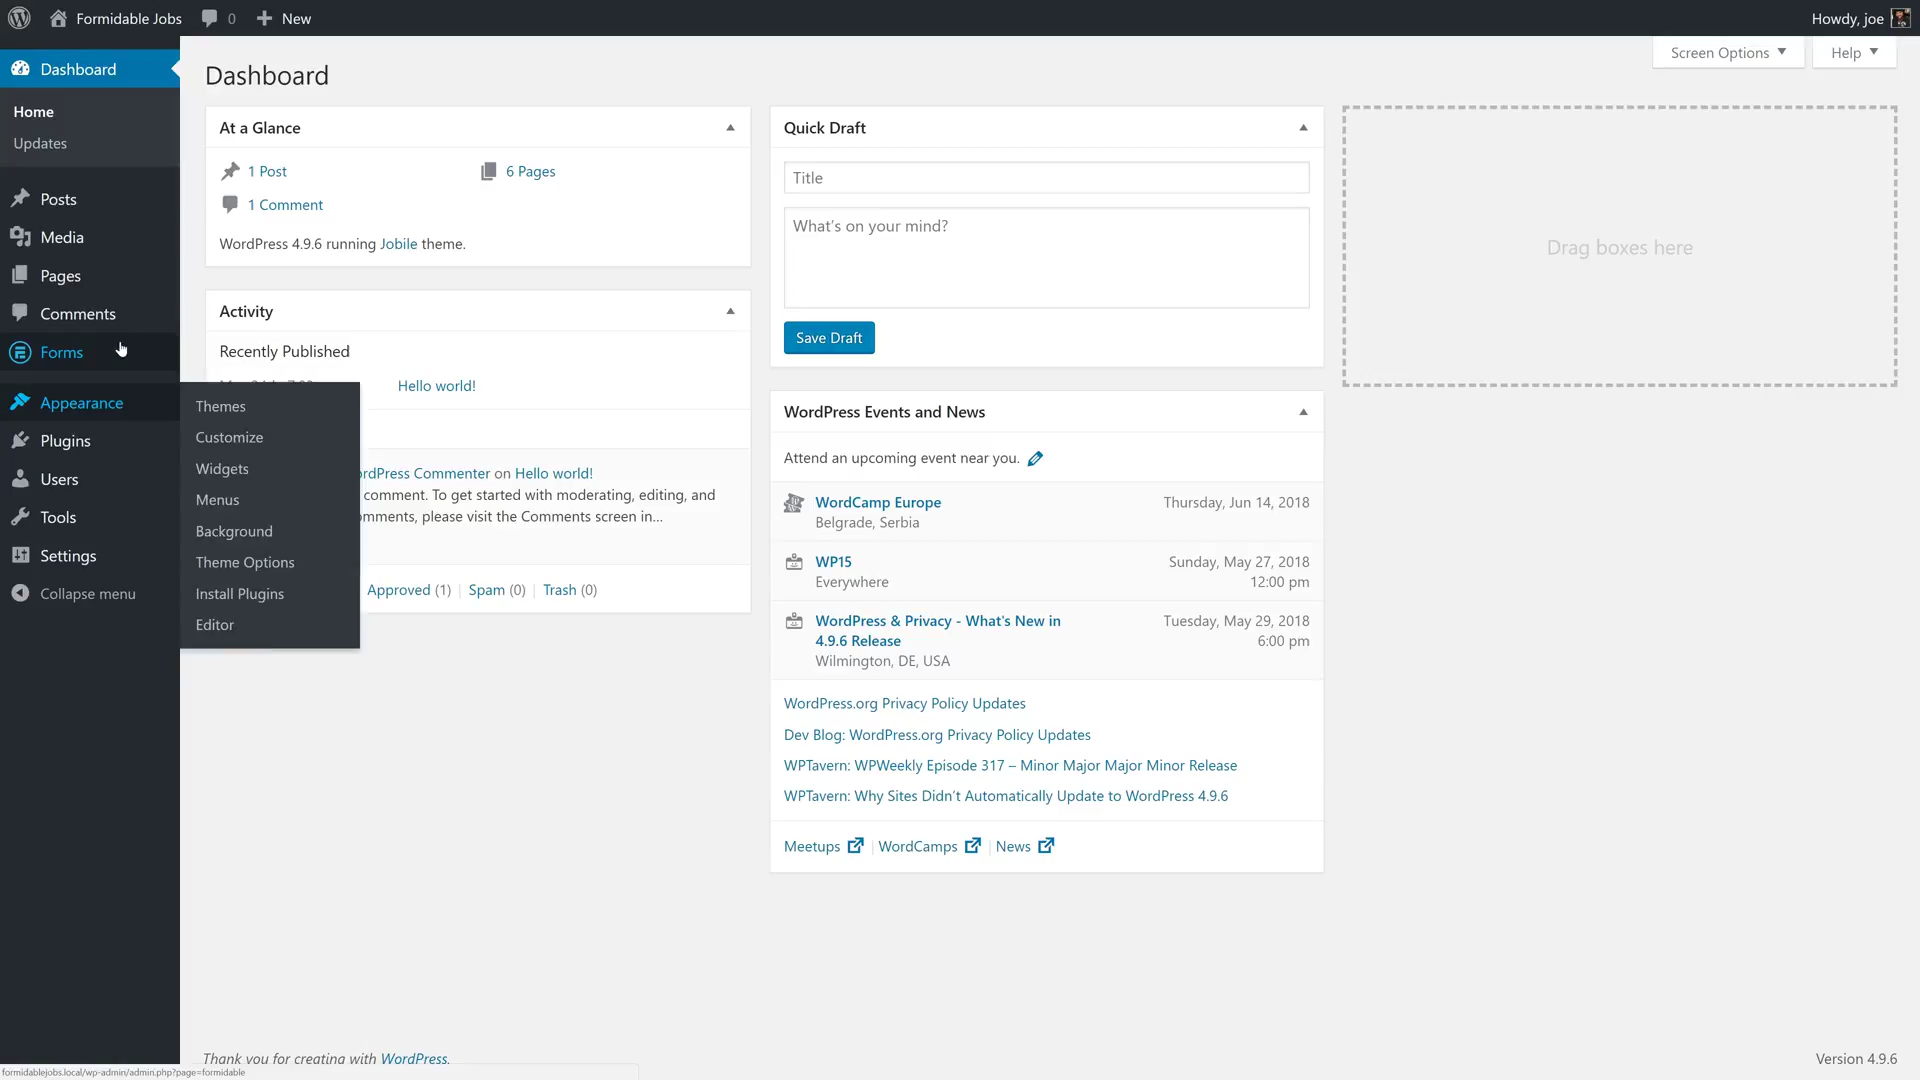 Formidable Jobs
0
New
Howdy, joe
Screen Options
Help
Dashboard
Home
Updates
Posts
Media
Pages
Comments
Forms
Appearance
Plugins
Users
Tools
Settings
Collapse menu
Themes
Customize
Widgets
Menus
Background
Theme Options
Install Plugins
Editor
Dashboard
At a Glance
1 Post
6 Pages
1 Comment
WordPress 4.9.6 running Jobile theme.
Activity
Recently Published
Hello world!
rdPress Commenter on Hello world!
comment. To get started with moderating, editing, and
mments, please visit the Comments screen in...
Approved (1) | Spam (0) | Trash (0)
Quick Draft
Title
What's on your mind?
Save Draft
WordPress Events and News
Attend an upcoming event near you.
WordCamp Europe
Belgrade, Serbia
Thursday, Jun 14, 2018
WP15
Everywhere
Sunday, May 27, 2018
12:00 pm
WordPress & Privacy - What's New in
4.9.6 Release
Wilmington, DE, USA
Tuesday, May 29, 2018
6:00 pm
WordPress.org Privacy Policy Updates
Dev Blog: WordPress.org Privacy Policy Updates
WPTavern: WPWeekly Episode 317 – Minor Major Major Minor Release
WPTavern: Why Sites Didn't Automatically Update to WordPress 4.9.6
Meetups | WordCamps | News
Drag boxes here
Thank you for creating with WordPress.
Version 4.9.6
formidablejobs.local/wp-admin/admin.php?page=formidable